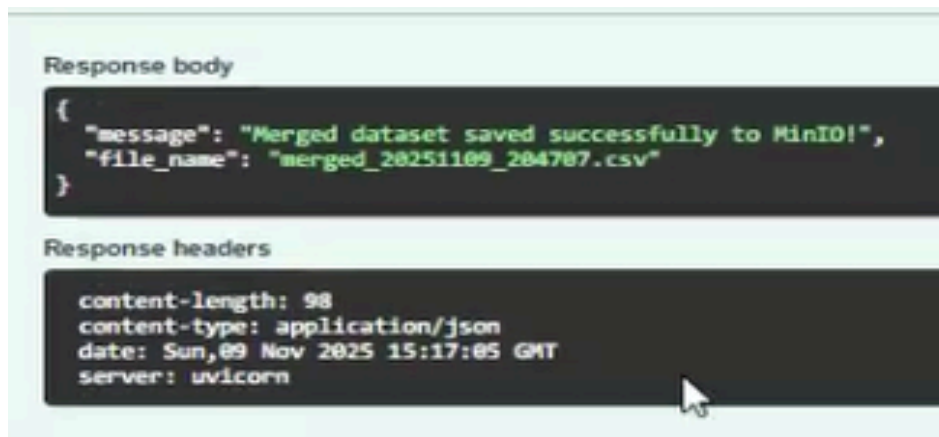 Response body
{
"message": "Merged dataset saved successfully to MinIO!",
"file_name": "merged_20251109_204707.csv"
}
Response headers
content-length: 98
content-type: application/json
date: Sun,09 Nov 2025 15:17:05 GMT
server: uvicorn